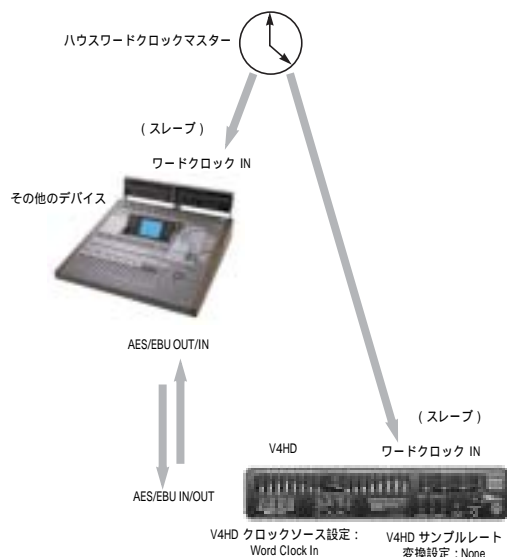 ハウスワードクロックマスター
（スレーブ）
ワードクロック IN
その他のデバイス
AES/EBU OUT/IN
（スレーブ）
V4HD
ワードクロック IN
AES/EBU IN/OUT
V4HD クロックソース設定：
Word Clock In
V4HD サンプルレート
変換設定：None